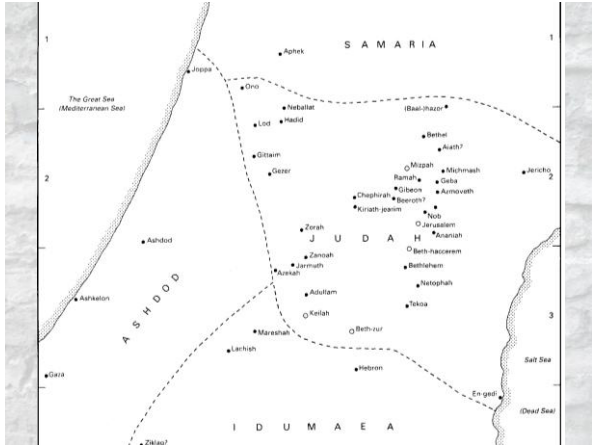 1
1
SAMARIA
Aphek
Joppa
The Great Sea
(Mediterranean Sea)
Ono
Neballat
(Baal-)hazor
Lod
Hadid
Bethel
Aiath?
Gittaim
Mizpah
Gezer
Michmash
Jericho
2
2
Ramah
Geba
Gibeon
Azmoveth
Chephirah
Beeroth?
Kiriath-jearim
Nob
Jerusalem
Zorah
Ananiah
JUDAH
Ashdod
Beth-haccerem
Zanoah
Jarmuth
Bethlehem
Azekah
ASHDOD
Netophah
Adullam
Ashkelon
Tekoa
Keilah
3
Mareshah
Beth-zur
Lachish
Salt Sea
Hebron
Gaza
En-gedi
(Dead Sea)
IDUMAEA
Ziklag?